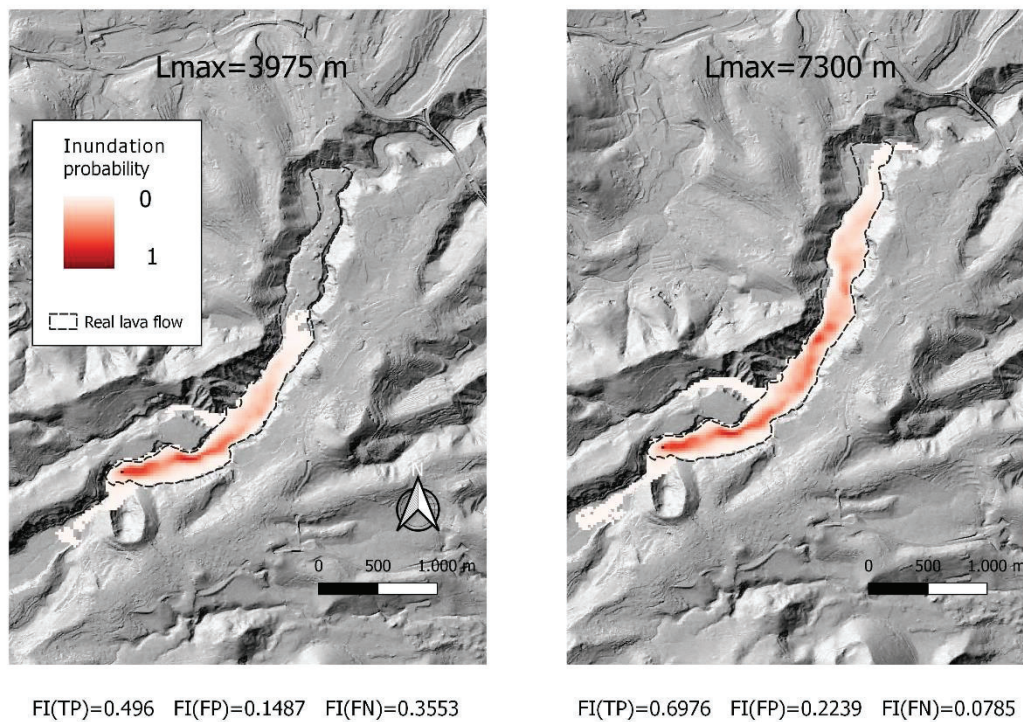 Lmax=3975 m
Inundation
probability
0
1
Real lava flow
N
0 500 1.000 m
FI(TP)=0.496 FI(FP)=0.1487 FI(FN)=0.3553
Lmax=7300 m
0 500 1.000 m
FI(TP)=0.6976 FI(FP)=0.2239 FI(FN)=0.0785